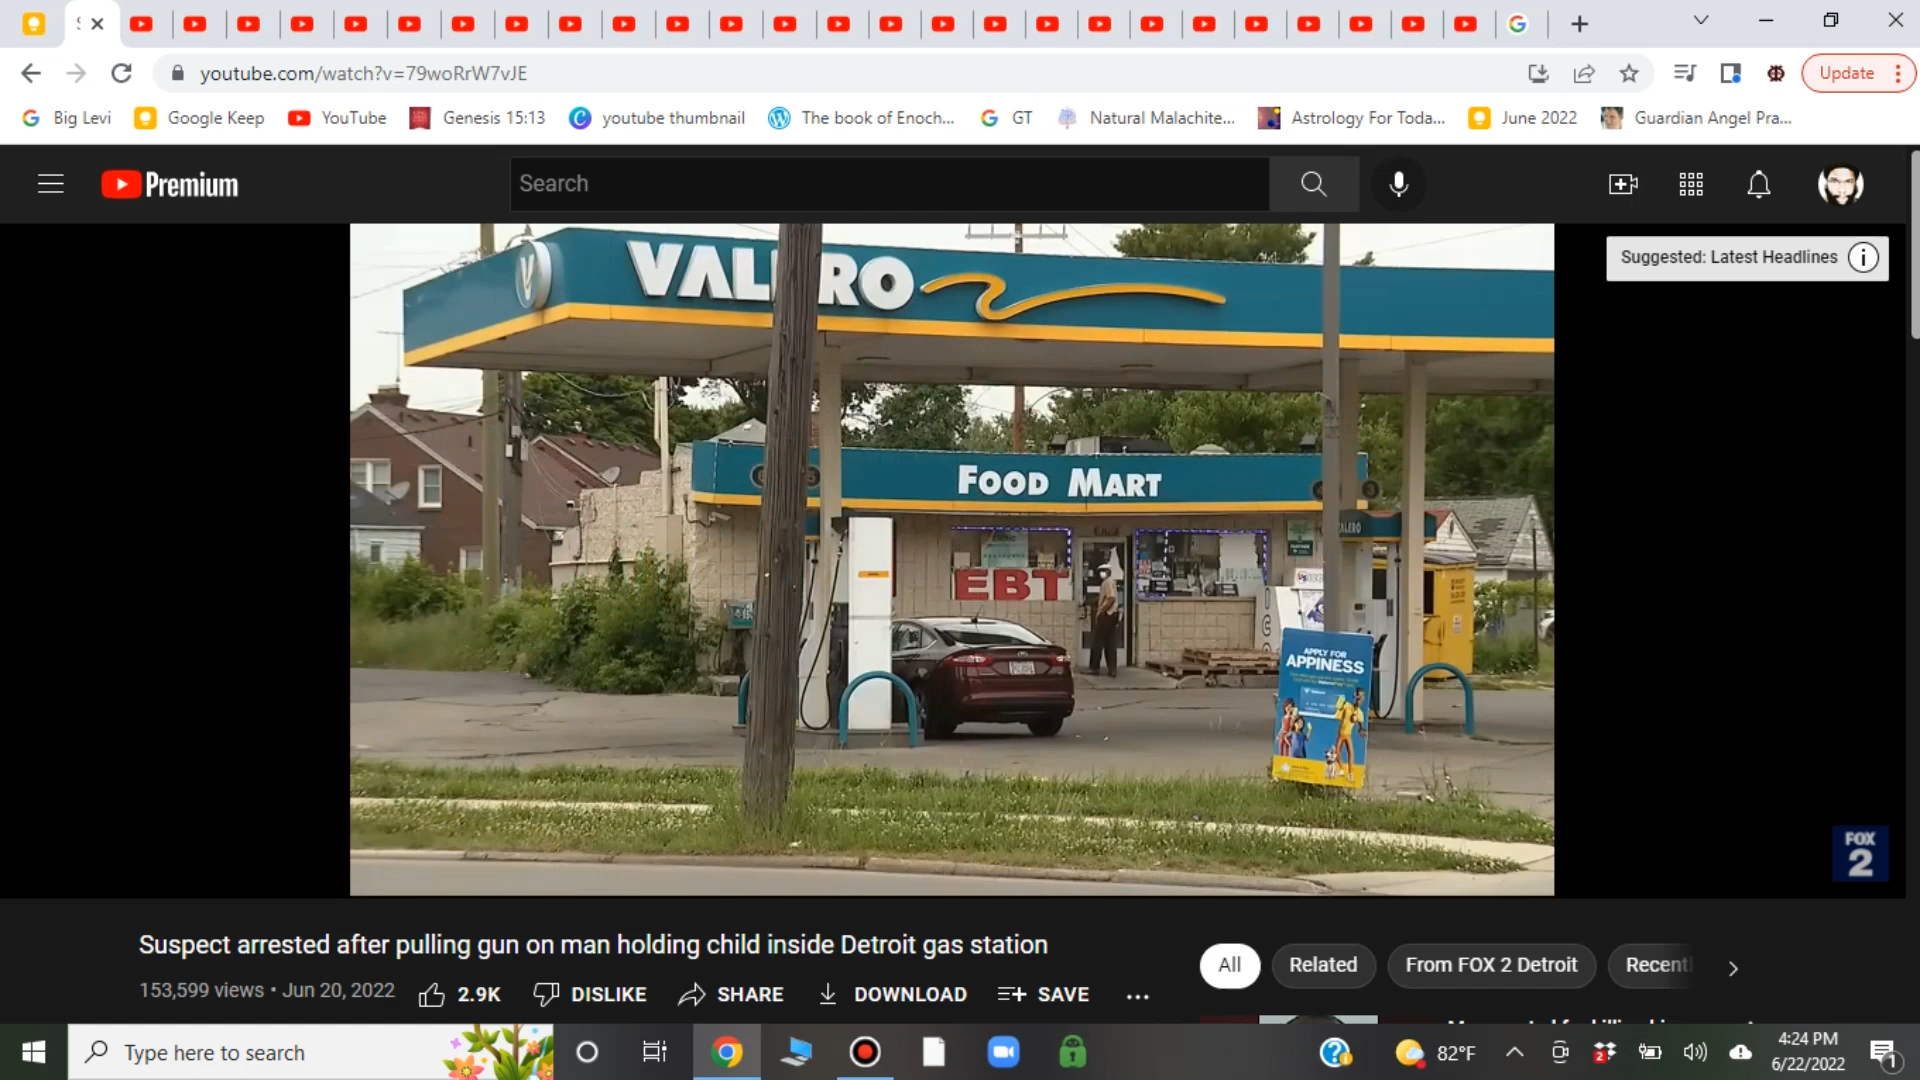 youtube.com/watch?v=79woRrW7vJE
Update
Big Levi
Google Keep
YouTube
Genesis 15:13
youtube thumbnail
The book of Enoch...
GT
Natural Malachite...
Astrology For Toda...
June 2022
Guardian Angel Pra...
Premium
Search
Suggested: Latest Headlines
VALERO
FOOD MART
EBT
VALERO
APPLY FOR
APPINESS
FOX
2
Suspect arrested after pulling gun on man holding child inside Detroit gas station
153,599 views • Jun 20, 2022
2.9K
DISLIKE
SHARE
DOWNLOAD
SAVE
All
Related
From FOX 2 Detroit
Recent
Type here to search
82°F
4:24 PM
6/22/2022